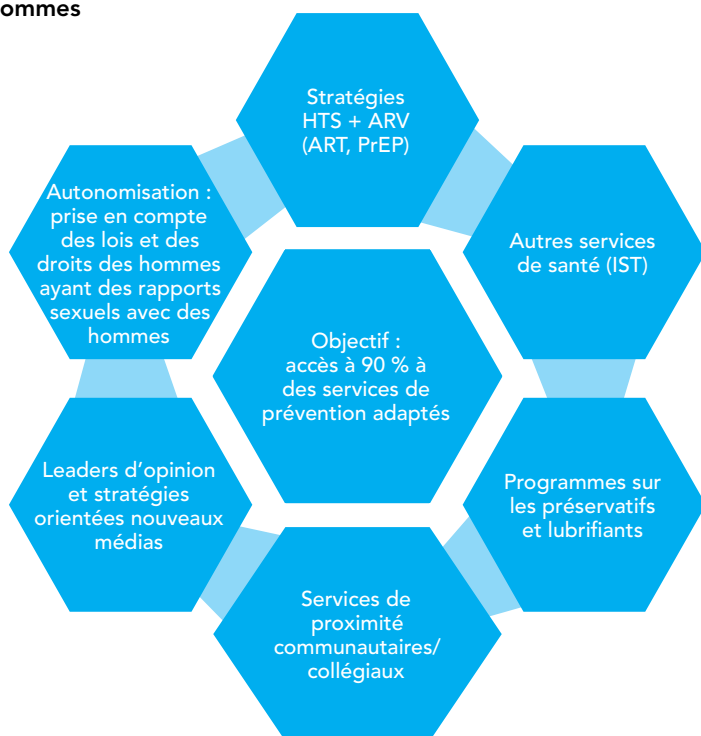 ommes
Stratégies
HTS + ARV
(ART, PrEP)
Autonomisation :
prise en compte
des lois et des
droits des hommes
ayant des rapports
sexuels avec des
hommes
Autres services
de santé (IST)
Objectif :
accès à 90 % à
des services de
prévention adaptés
Leaders d’opinion
et stratégies
orientées nouveaux
médias
Programmes sur
les préservatifs
et lubrifiants
Services de
proximité
communautaires/
collégiaux